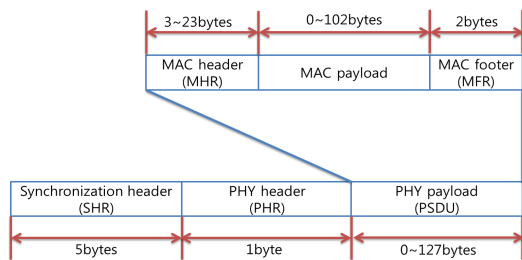 3~23bytes
0~102bytes
2bytes
MAC header
(MHR)
MAC payload
MAC footer
(MFR)
Synchronization header
(SHR)
PHY header
(PHR)
PHY payload
(PSDU)
5bytes
1byte
0~127bytes